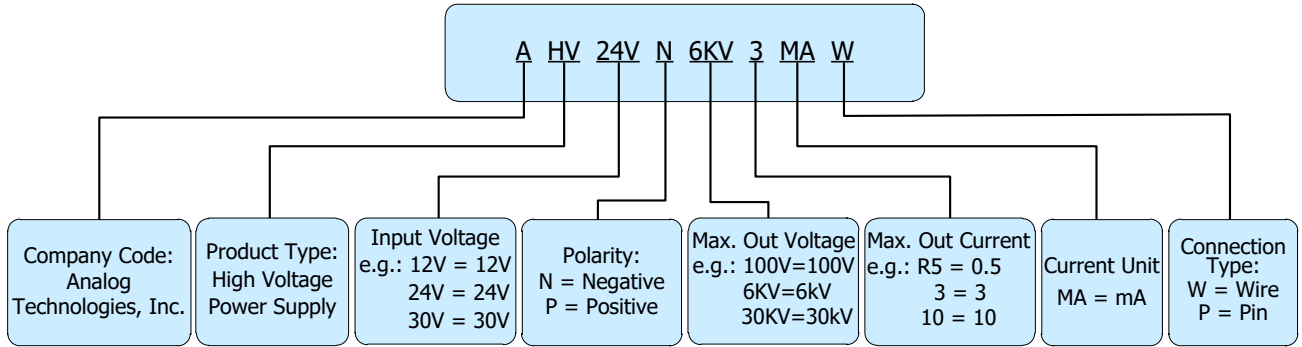 A HV 24V N 6KV 3 MA W
Company Code:
Analog
Technologies, Inc.
Product Type:
High Voltage
Power Supply
Input Voltage
e.g.: 12V = 12V
24V = 24V
30V = 30V
Polarity:
N = Negative
P = Positive
Max. Out Voltage
e.g.: 100V=100V
6KV=6kV
30KV=30kV
Max. Out Current
e.g.: R5 = 0.5
3 = 3
10 = 10
Current Unit
MA = mA
Connection
Type:
W = Wire
P = Pin